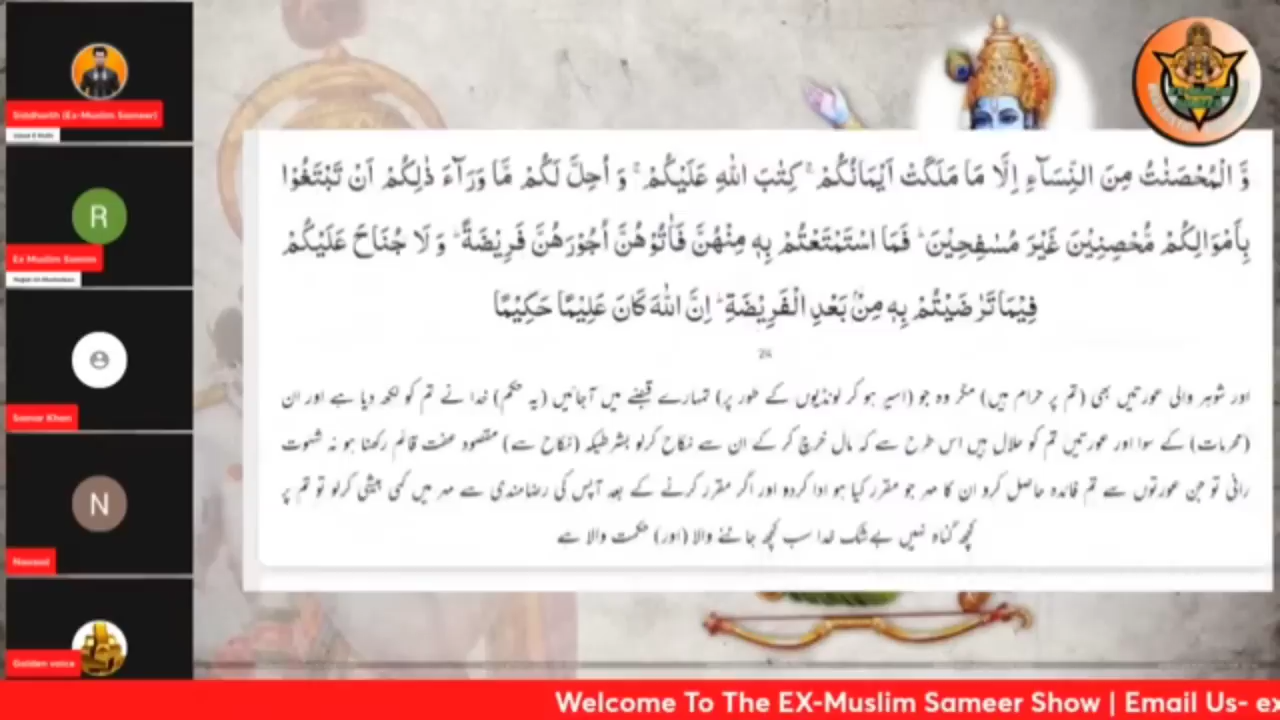 Siddharth (Ex-Muslim Sameer)
R
Ex Muslim Samim
Samar Khan
N
Golden voice
وَّ الْمُحْصَنٰتُ مِنَ النِّسَآءِ اِلَّا مَا مَلَكَتْ اَيْمَانُكُمْ ۚ كِتٰبَ اللّٰهِ عَلَيْكُمْ ۚ وَ اُحِلَّ لَكُمْ مَّا وَرَآءَ ذٰلِكُمْ اَنْ تَبْتَغُوْا
بِاَمْوَالِكُمْ مُّحْصِنِيْنَ غَيْرَ مُسٰفِحِيْنَ ؕ فَمَا اسْتَمْتَعْتُمْ بِهٖ مِنْهُنَّ فَاٰتُوْهُنَّ اُجُوْرَهُنَّ فَرِيْضَةً ؕ وَ لَا جُنَاحَ عَلَيْكُمْ
فِيْمَا تَرٰضَيْتُمْ بِهٖ مِنْۢ بَعْدِ الْفَرِيْضَةِ ؕ اِنَّ اللّٰهَ كَانَ عَلِيْمًا حَكِيْمًا
24
اور شوہر والی عورتیں بھی (تم پر حرام ہیں) مگر وہ جو (اسیر ہو کر لونڈیوں کے طور پر) تمہارے قبضے میں آجائیں (یہ حکم) خدا نے تم کو لکھ دیا ہے اور ان
(محرمات) کے سوا اور عورتیں تم کو حلال ہیں اس طرح سے کہ مال خرچ کر کے ان سے نکاح کرلو بشرطیکہ (نکاح سے) مقصود عفت قائم رکھنا ہو نہ شہوت
رانی تو جن عورتوں سے تم فائدہ حاصل کرو ان کا مہر جو مقرر کیا ہو ادا کردو اور اگر مقرر کرنے کے بعد آپس کی رضامندی سے مہر میں کمی بیشی کرلو تو تم پر
کچھ گناہ نہیں بےشک خدا سب کچھ جاننے والا (اور) حکمت والا ہے
Welcome To The EX-Muslim Sameer Show | Email Us- ex